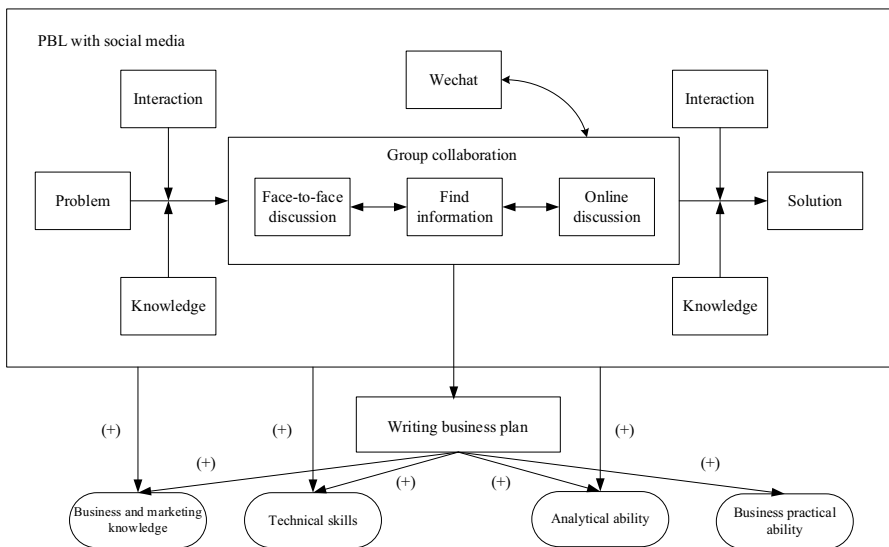 PBL with social media
Wechat
Interaction
Interaction
Group collaboration
Problem
Face-to-face
discussion
Find
information
Online
discussion
Solution
Knowledge
Knowledge
Writing business plan
(+)
(+)
(+)
(+)
(+)
(+)
(+)
Business and marketing
knowledge
Technical skills
Analytical ability
Business practical
ability